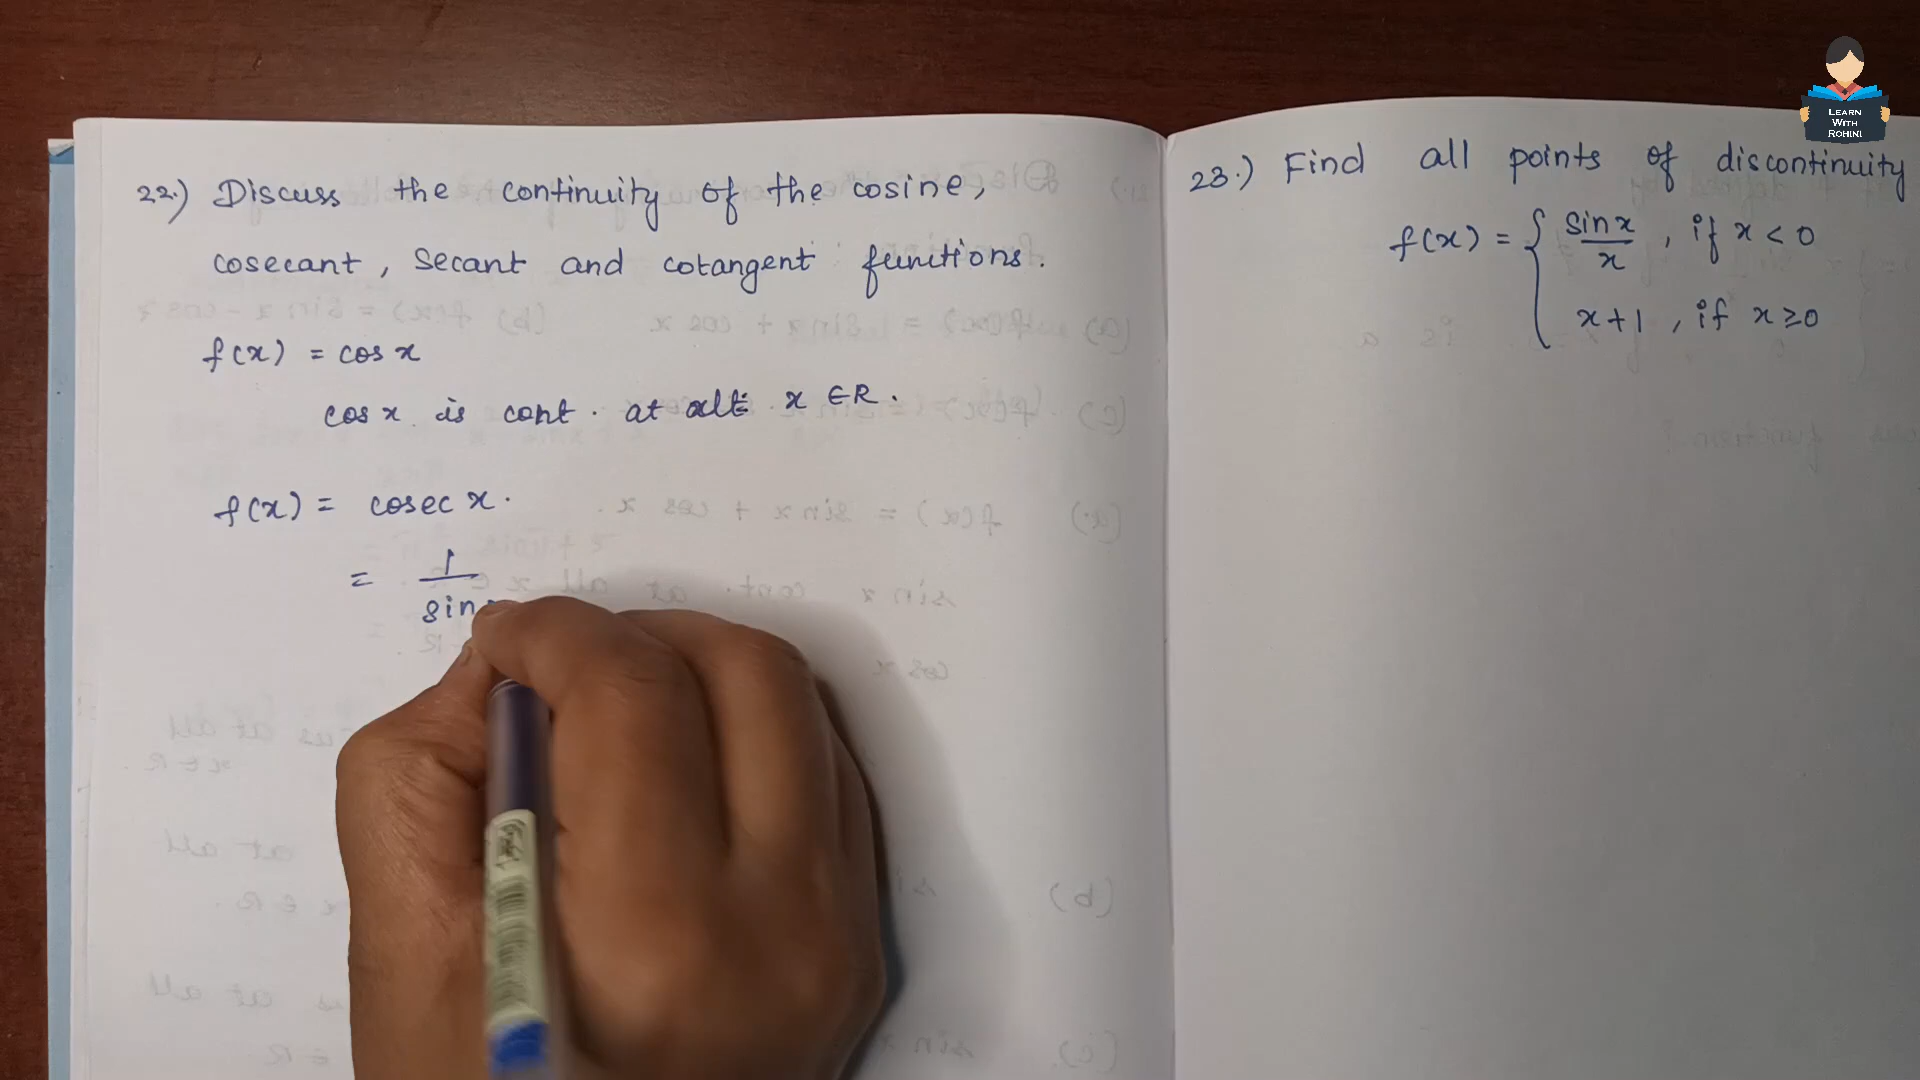 22.) Discuss the continuity of the cosine,
cosecant, secant and cotangent functions.
f(x) = cos x
cos x is cont. at all x ∈ R.
f(x) = cosec x.
= 1/sin
23.) Find all points of discontinuity
f(x) = { sin x/x , if x < 0
x+1 , if x ≥ 0
LEARN
WITH
ROHINI